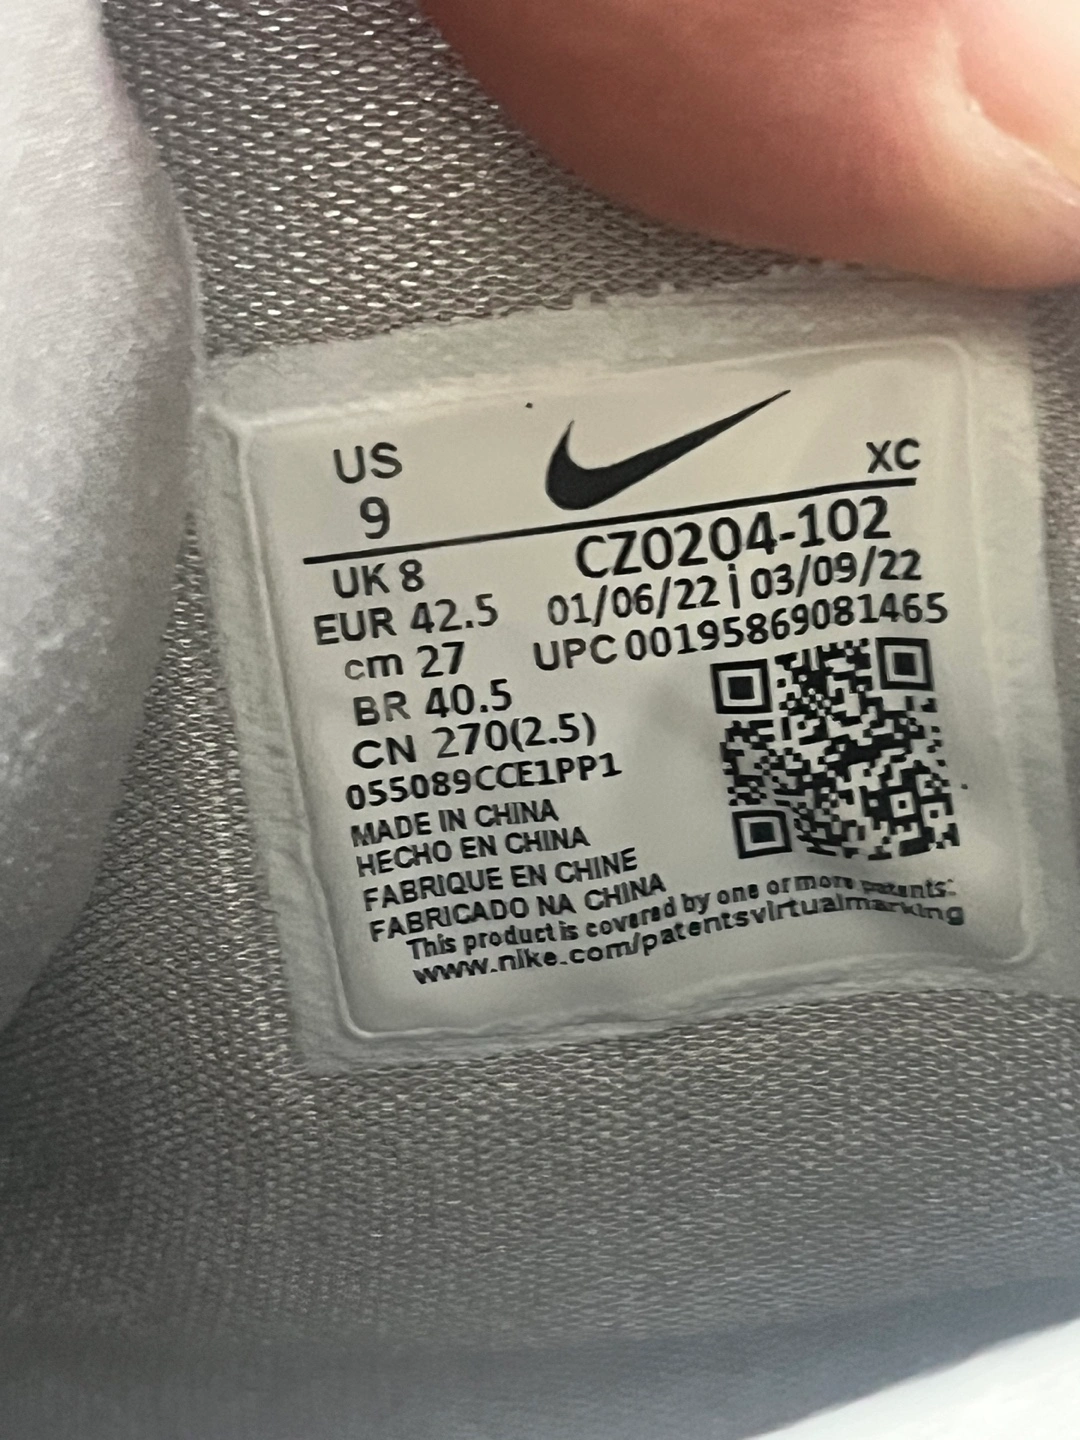 US
9
XC
UK 8
CZ0204-102
EUR 42.5
01/06/22 | 03/09/22
cm 27
UPC 00195869081465
BR 40.5
CN 270(2.5)
055089CCE1PP1
MADE IN CHINA
HECHO EN CHINA
FABRIQUE EN CHINE
FABRICADO NA CHINA
This product is covered by one or more patents:
www.nike.com/patentsvirtualmarking